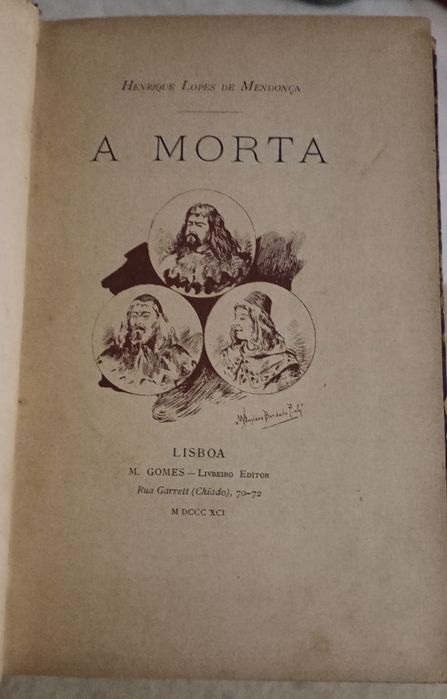 HENRIQUE LOPES DE MENDONÇA
A MORTA
LISBOA
M. GOMES — LIVREIRO EDITOR
Rua Garrett (Chiado), 70-72
M DCCC XCI